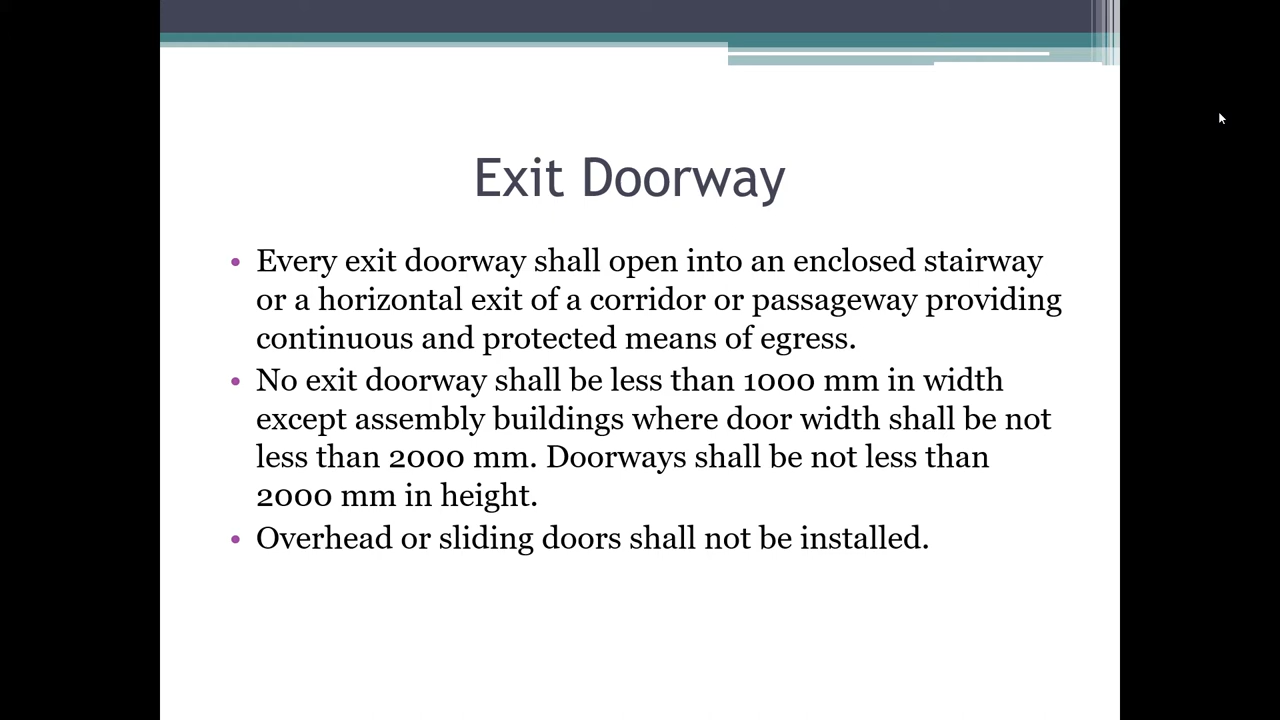 Exit Doorway
• Every exit doorway shall open into an enclosed stairway
or a horizontal exit of a corridor or passageway providing
continuous and protected means of egress.
• No exit doorway shall be less than 1000 mm in width
except assembly buildings where door width shall be not
less than 2000 mm. Doorways shall be not less than
2000 mm in height.
• Overhead or sliding doors shall not be installed.